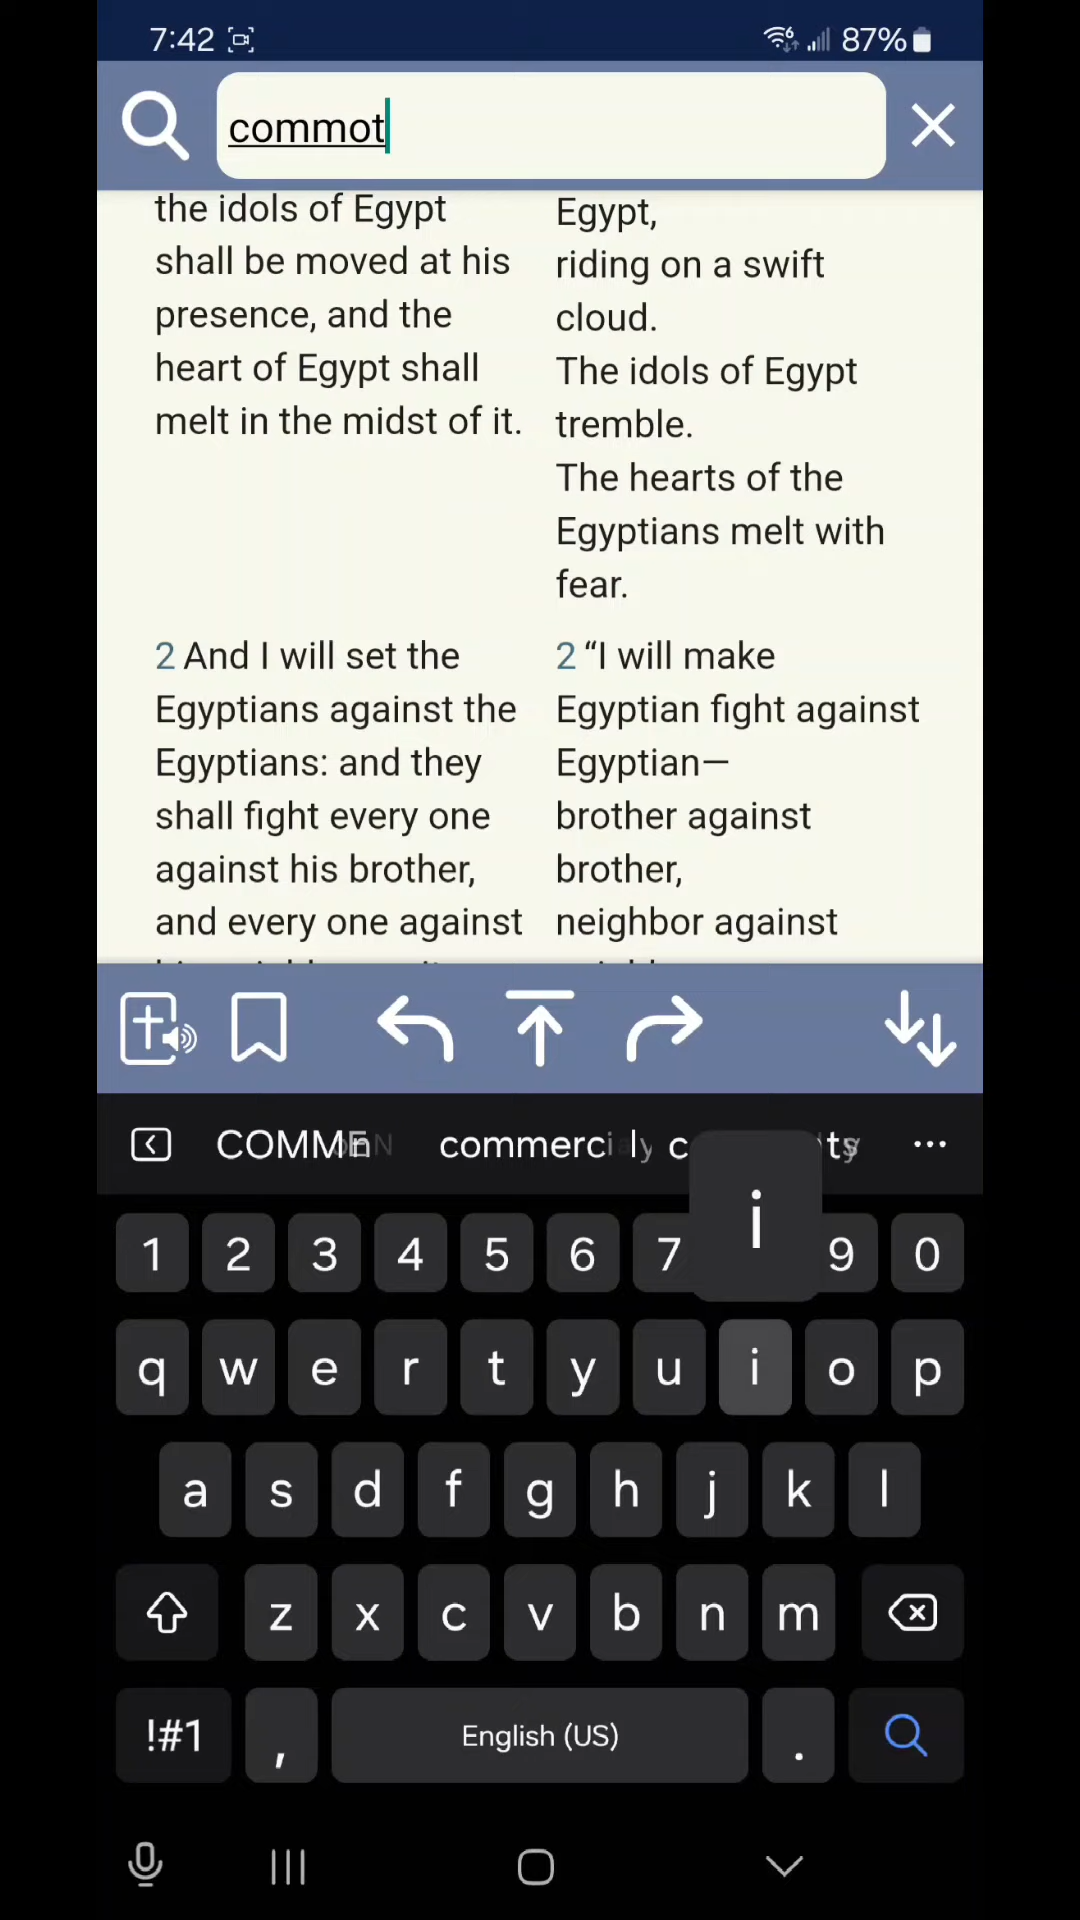 7:42 87%
commot
the idols of Egypt
shall be moved at his
presence, and the
heart of Egypt shall
melt in the midst of it.
Egypt,
riding on a swift
cloud.
The idols of Egypt
tremble.
The hearts of the
Egyptians melt with
fear.
2 And I will set the
Egyptians against the
Egyptians: and they
shall fight every one
against his brother,
and every one against
2 “I will make
Egyptian fight against
Egyptian—
brother against
brother,
neighbor against
i
1 2 3 4 5 6 7 9 0
q w e r t y u i o p
a s d f g h j k l
z x c v b n m
!#1 , English (US) .